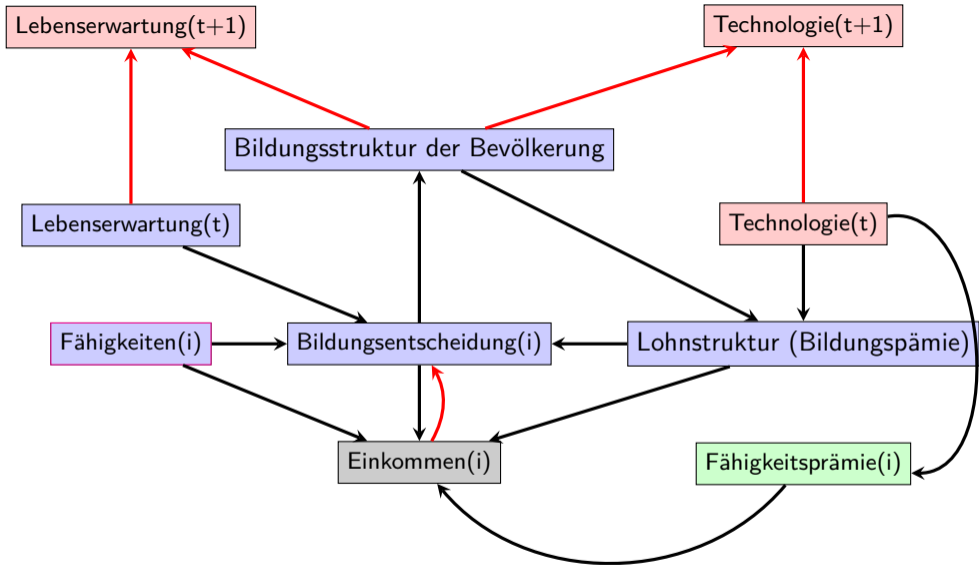 Lebenserwartung(t+1)
Technologie(t+1)
Bildungsstruktur der Bevölkerung
Lebenserwartung(t)
Technologie(t)
Fähigkeiten(i)
Bildungsentscheidung(i)
Lohnstruktur (Bildungspämie)
Einkommen(i)
Fähigkeitsprämie(i)